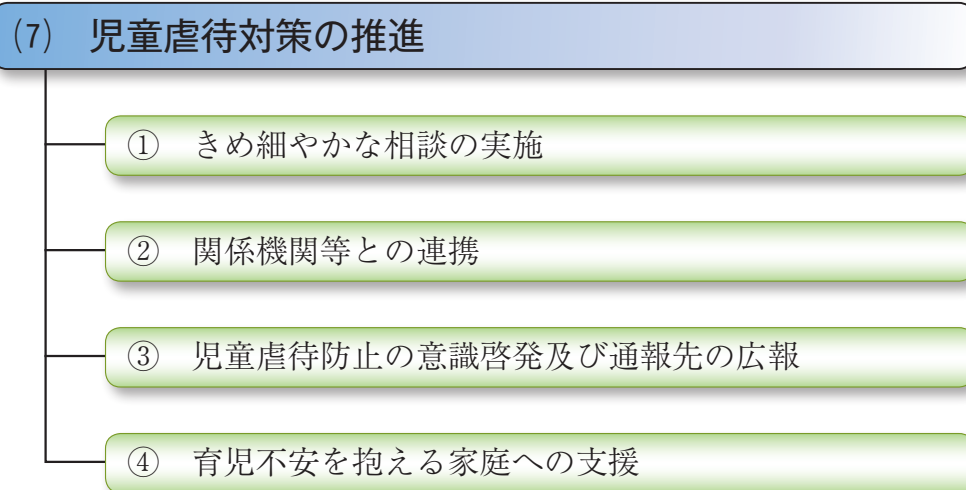 (7) 児童虐待対策の推進
① きめ細やかな相談の実施
② 関係機関等との連携
③ 児童虐待防止の意識啓発及び通報先の広報
④ 育児不安を抱える家庭への支援